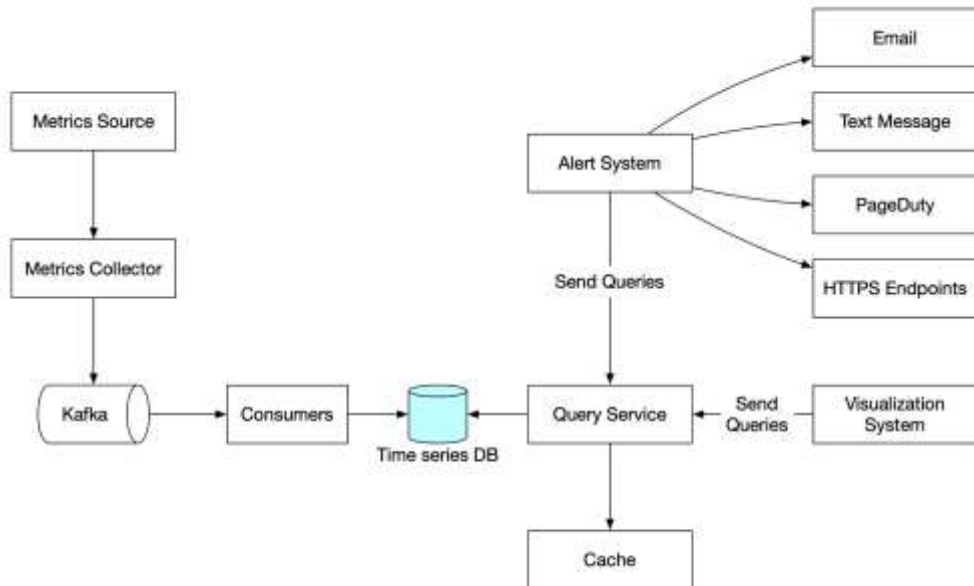 Email
Metrics Source
Text Message
Alert System
PageDuty
Metrics Collector
Send Queries
HTTPS Endpoints
Kafka
Consumers
Time series DB
Query Service
Send
Queries
Visualization
System
Cache